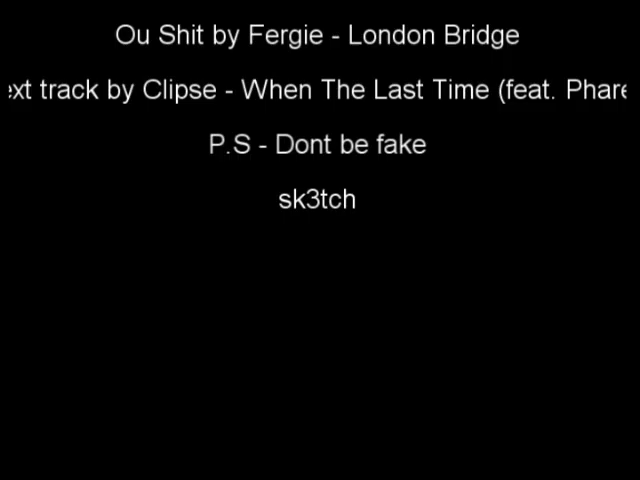 Ou Shit by Fergie - London Bridge
ext track by Clipse - When The Last Time (feat. Phare
P.S - Dont be fake
sk3tch